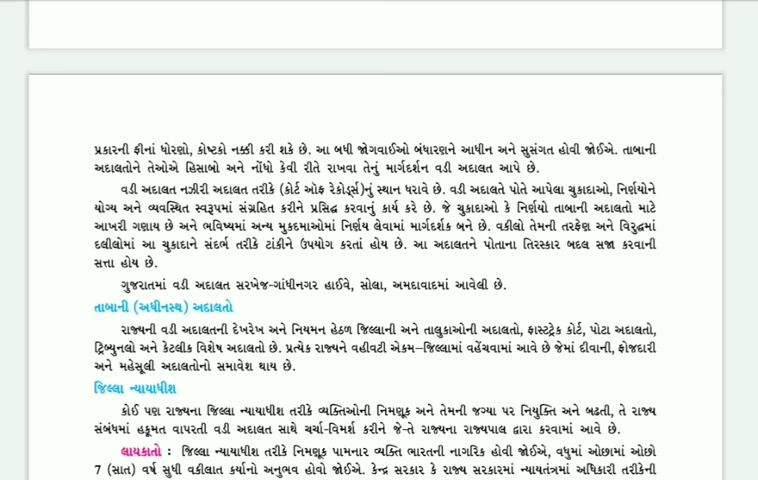 પ્રકારની ફીનાં ધોરણો, કોષ્ટકો નક્કી કરી શકે છે. આ બધી જોગવાઈઓ બંધારણને આધીન અને સુસંગત હોવી જોઈએ. તાબાની
અદાલતોને તેઓએ હિસાબો અને નોંધો કેવી રીતે રાખવા તેનું માર્ગદર્શન વડી અદાલત આપે છે.
વડી અદાલત નઝીરી અદાલત તરીકે (કોર્ટ ઓફ રેકોર્ડ્સ)નું સ્થાન ધરાવે છે. વડી અદાલતે પોતે આપેલા ચુકાદાઓ, નિર્ણયોને
યોગ્ય અને વ્યવસ્થિત સ્વરૂપમાં સંગ્રહિત કરીને પ્રસિદ્ધ કરવાનું કાર્ય કરે છે. જે ચુકાદાઓ કે નિર્ણયો તાબાની અદાલતો માટે
આખરી ગણાય છે અને ભવિષ્યમાં અન્ય મુકદમાઓમાં નિર્ણય લેવામાં માર્ગદર્શક બને છે. વકીલો તેમની તરફેણ અને વિરુદ્ધમાં
દલીલોમાં આ ચુકાદાને સંદર્ભ તરીકે ટાંકીને ઉપયોગ કરતાં હોય છે. આ અદાલતને પોતાના તિરસ્કાર બદલ સજા કરવાની
સત્તા હોય છે.
ગુજરાતમાં વડી અદાલત સરખેજ-ગાંધીનગર હાઈવે, સોલા, અમદાવાદમાં આવેલી છે.
તાબાની (અધીનસ્થ) અદાલતો
રાજ્યની વડી અદાલતની દેખરેખ અને નિયમન હેઠળ જિલ્લાની અને તાલુકાઓની અદાલતો, ફાસ્ટટ્રેક કોર્ટ, પોટા અદાલતો,
ટ્રિબ્યુનલો અને કેટલીક વિશેષ અદાલતો છે. પ્રત્યેક રાજ્યને વહીવટી એકમ–જિલ્લામાં વહેંચવામાં આવે છે જેમાં દીવાની, ફોજદારી
અને મહેસૂલી અદાલતોનો સમાવેશ થાય છે.
જિલ્લા ન્યાયાધીશ
કોઈ પણ રાજ્યના જિલ્લા ન્યાયાધીશ તરીકે વ્યક્તિઓની નિમણૂક અને તેમની જગ્યા પર નિયુક્તિ અને બઢતી, તે રાજ્ય
સંબંધમાં હકૂમત વાપરતી વડી અદાલત સાથે ચર્ચા-વિમર્શ કરીને જે-તે રાજ્યના રાજ્યપાલ દ્વારા કરવામાં આવે છે.
લાયકાતો : જિલ્લા ન્યાયાધીશ તરીકે નિમણૂક પામનાર વ્યક્તિ ભારતની નાગરિક હોવી જોઈએ, વધુમાં ઓછામાં ઓછો
7 (સાત) વર્ષ સુધી વકીલાત કર્યાનો અનુભવ હોવો જોઈએ. કેન્દ્ર સરકાર કે રાજ્ય સરકારમાં ન્યાયતંત્રમાં અધિકારી તરીકેની